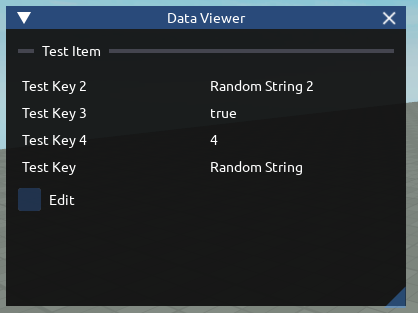 Data Viewer
Test Item
Test Key 2 Random String 2
Test Key 3 true
Test Key 4 4
Test Key Random String
Edit